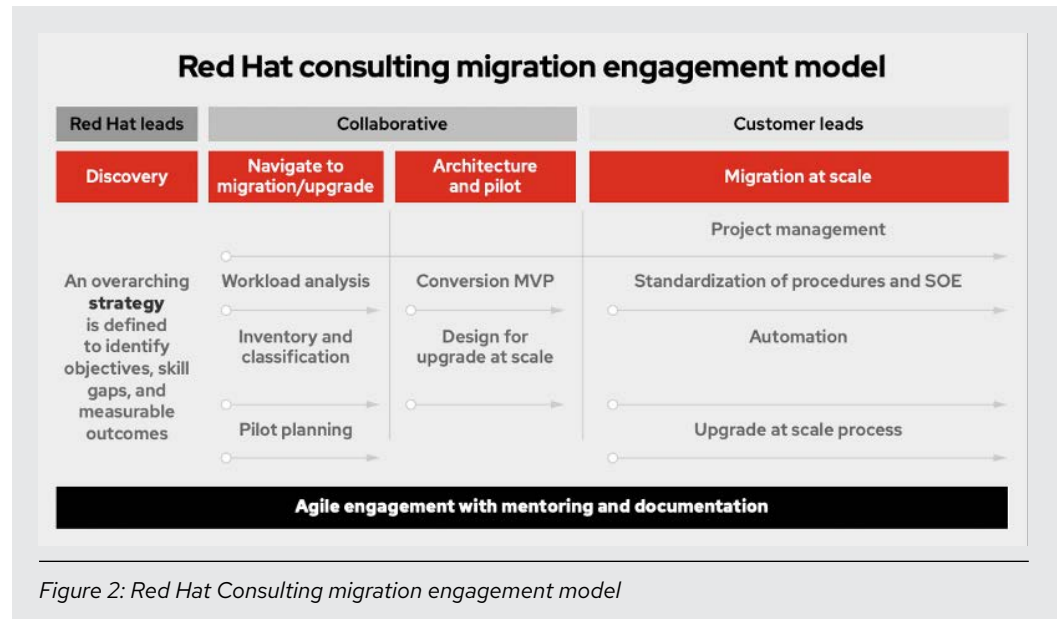 Red Hat consulting migration engagement model
Red Hat leads
Collaborative
Customer leads
Discovery
Navigate to
migration/upgrade
Architecture
and pilot
Migration at scale
An overarching
strategy
is defined
to identify
objectives, skill
gaps, and
measurable
outcomes
Project management
Workload analysis
Conversion MVP
Standardization of procedures and SOE
Inventory and
classification
Design for
upgrade at scale
Automation
Pilot planning
Upgrade at scale process
Agile engagement with mentoring and documentation
Figure 2: Red Hat Consulting migration engagement model